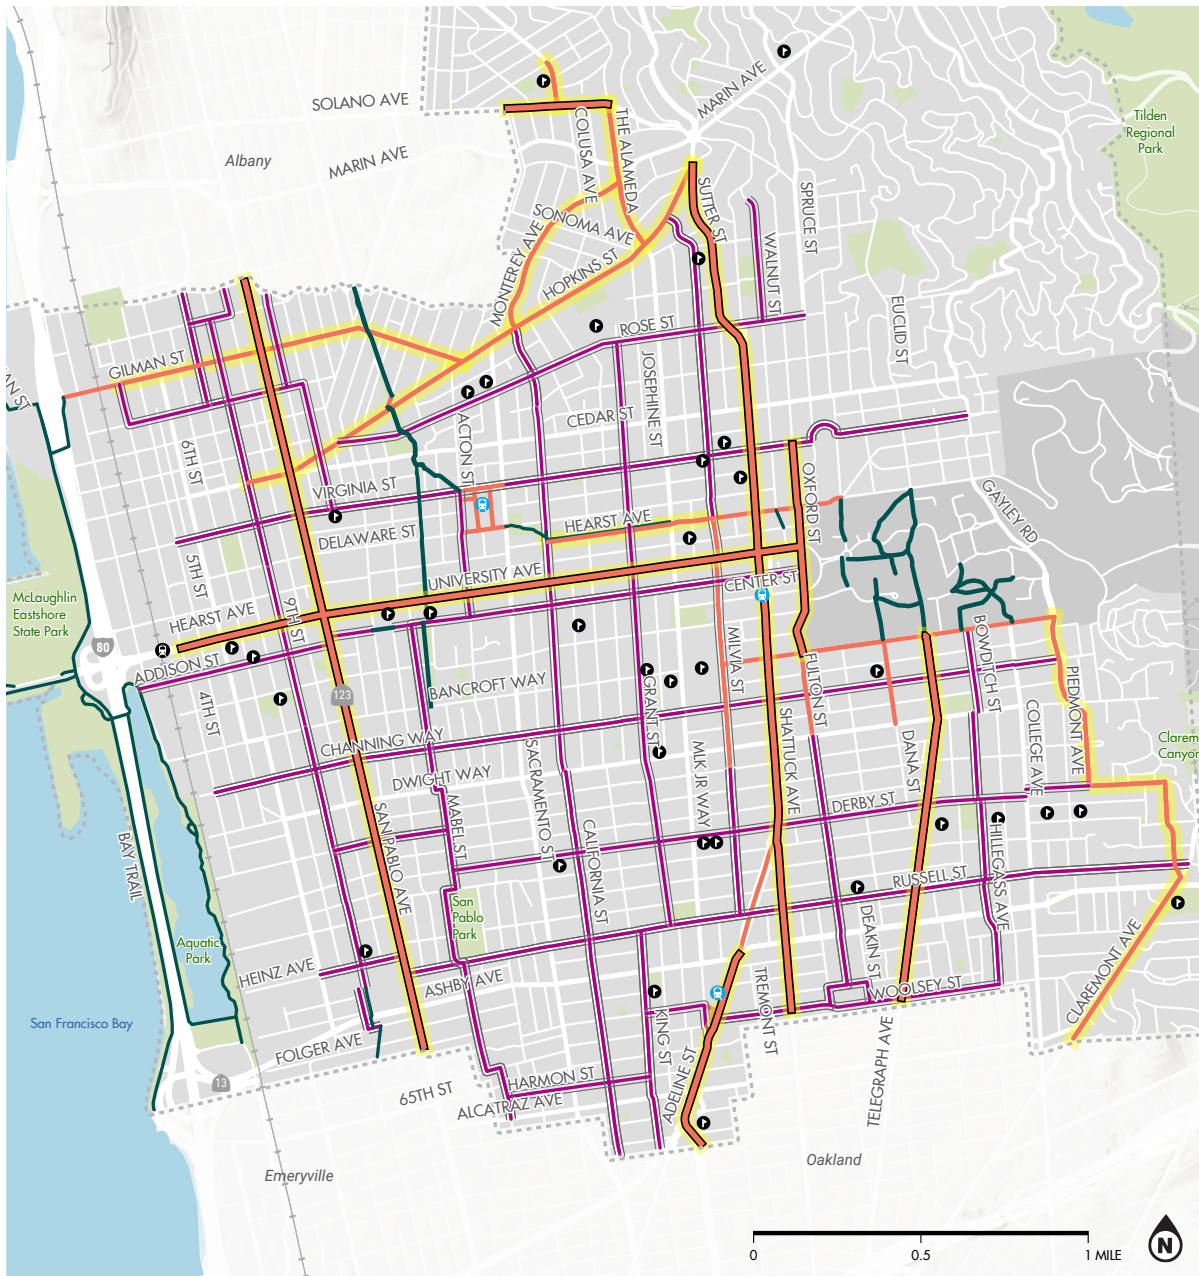 SOLANO AVE
MARIN AVE
Albany
MARIN AVE
COLUSA AVE
THE ALAMEDA
Tilden
Regional
Park
SUTTER ST
SPRUCE ST
SONOMA AVE
WALNUT ST
MONTEREY AVE
HOPKINS ST
EUCLID ST
ROSE ST
GILMAN ST
JOSEPHINE ST
AN ST
CEDAR ST
ACTON ST
6TH ST
VIRGINIA ST
OXFORD ST
GAYLEY RD
DELAWARE ST
HEARST AVE
5TH ST
UNIVERSITY AVE
CENTER ST
McLaughlin
Eastshore
State Park
HEARST AVE
9TH ST
80
ADDISON ST
MILVIA ST
BOWDITCH ST
4TH ST
123
BANCROFT WAY
GRANT ST
FULTON ST
PIEDMONT AVE
CHANNING WAY
SACRAMENTO ST
MLK JR WAY
SHATTUCK AVE
DANA ST
COLLEGE AVE
Clarem
Canyon
DWIGHT WAY
MABEL ST
DERBY ST
BAY TRAIL
SAN PABLO AVE
CALIFORNIA ST
HILLEGASS AVE
RUSSELL ST
San
Pablo
Park
Aquatic
Park
DEAKIN ST
CLAREMONT AVE
HEINZ AVE
ASHBY AVE
TREMONT ST
WOOLSEY ST
San Francisco Bay
KING ST
TELEGRAPH AVE
FOLGER AVE
13
65TH ST
HARMON ST
ALCATRAZ AVE
ADELINE ST
Emeryville
Oakland
0
0.5
1 MILE
N